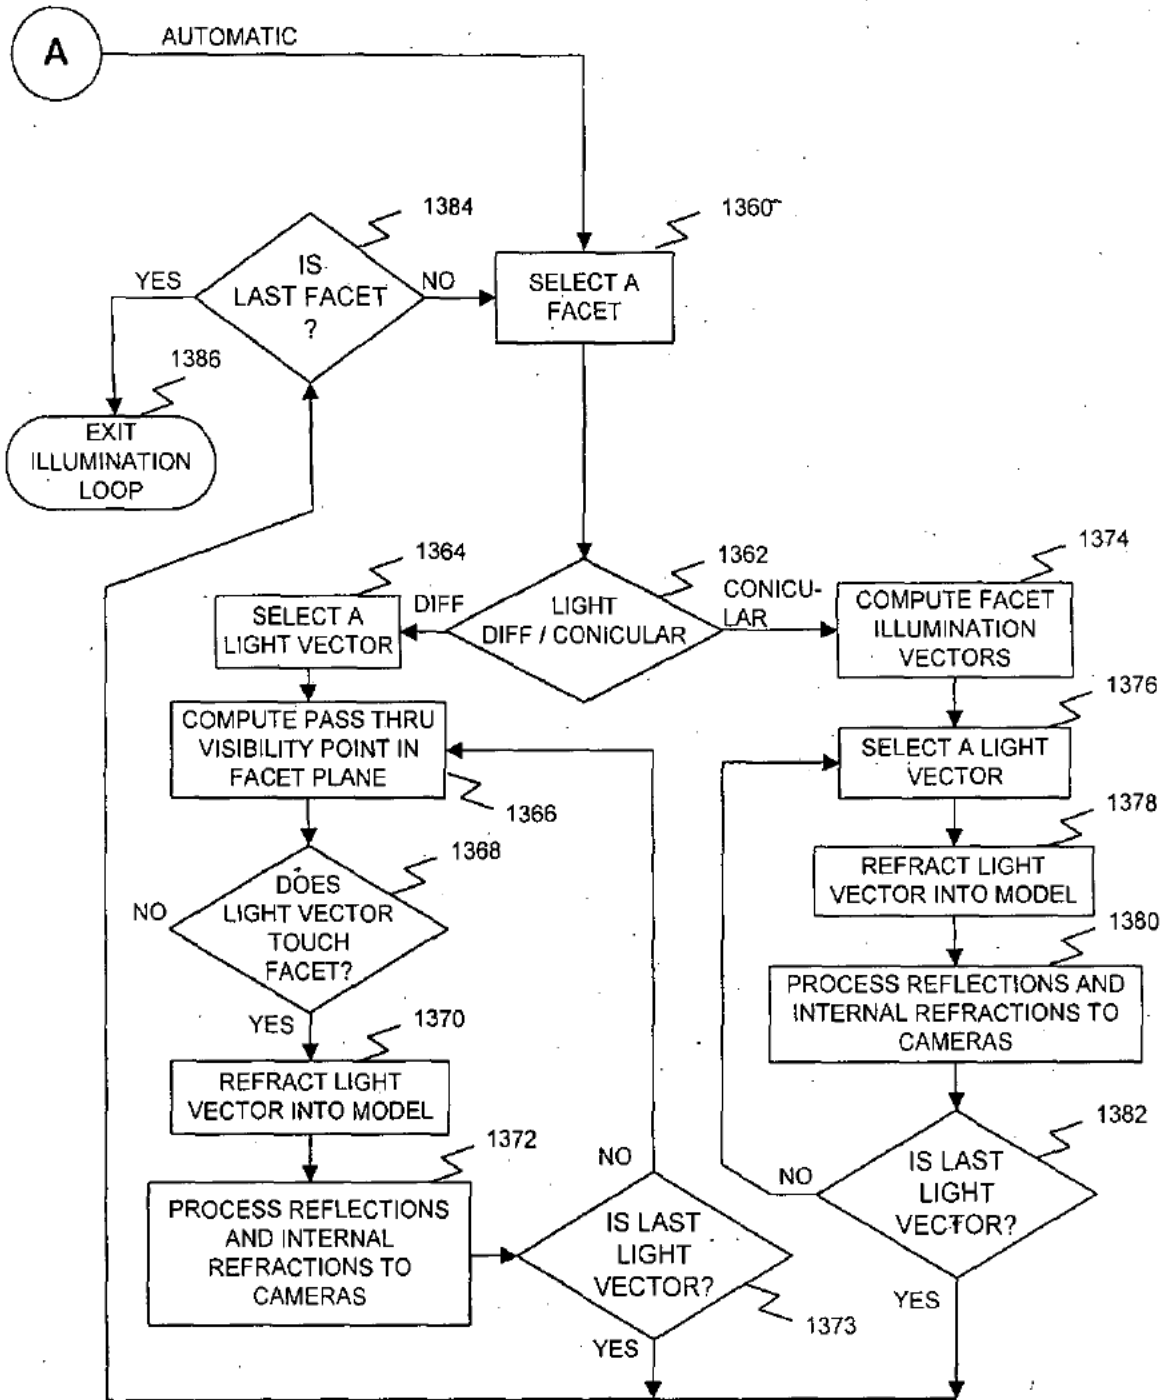 A
AUTOMATIC
1384
1360
IS
LAST FACET
?
YES
NO
SELECT A
FACET
1386
EXIT
ILLUMINATION
LOOP
1364
1362
1374
SELECT A
LIGHT VECTOR
DIFF
LIGHT
DIFF / CONICULAR
CONICU-
LAR
COMPUTE FACET
ILLUMINATION
VECTORS
COMPUTE PASS THRU
VISIBILITY POINT IN
FACET PLANE
1366
1376
SELECT A LIGHT
VECTOR
1368
DOES
LIGHT VECTOR
TOUCH
FACET?
NO
YES
1378
REFRACT LIGHT
VECTOR INTO MODEL
1370
REFRACT LIGHT
VECTOR INTO MODEL
1380
PROCESS REFLECTIONS AND
INTERNAL REFRACTIONS TO
CAMERAS
1372
PROCESS REFLECTIONS
AND INTERNAL
REFRACTIONS TO
CAMERAS
NO
IS LAST
LIGHT
VECTOR?
1373
YES
1382
NO
IS LAST
LIGHT
VECTOR?
YES